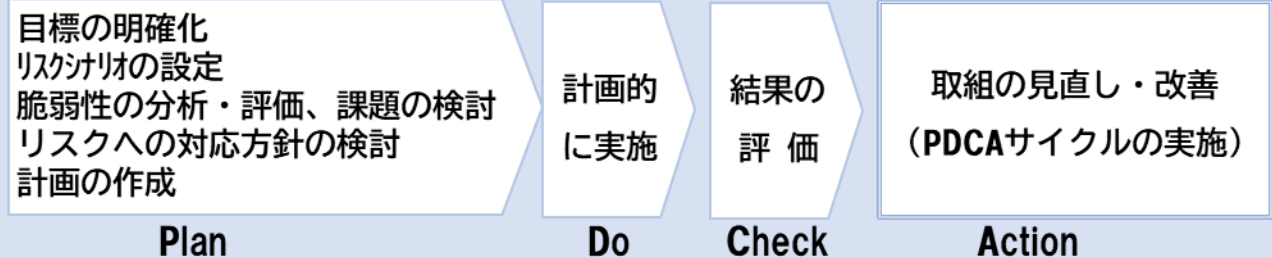 目標の明確化
ﾘｽｸｼﾅﾘｵの設定
脆弱性の分析・評価、課題の検討
リスクへの対応方針の検討
計画の作成
Plan
計画的
に実施
Do
結果の
評 価
Check
取組の見直し・改善
（PDCAサイクルの実施）
Action